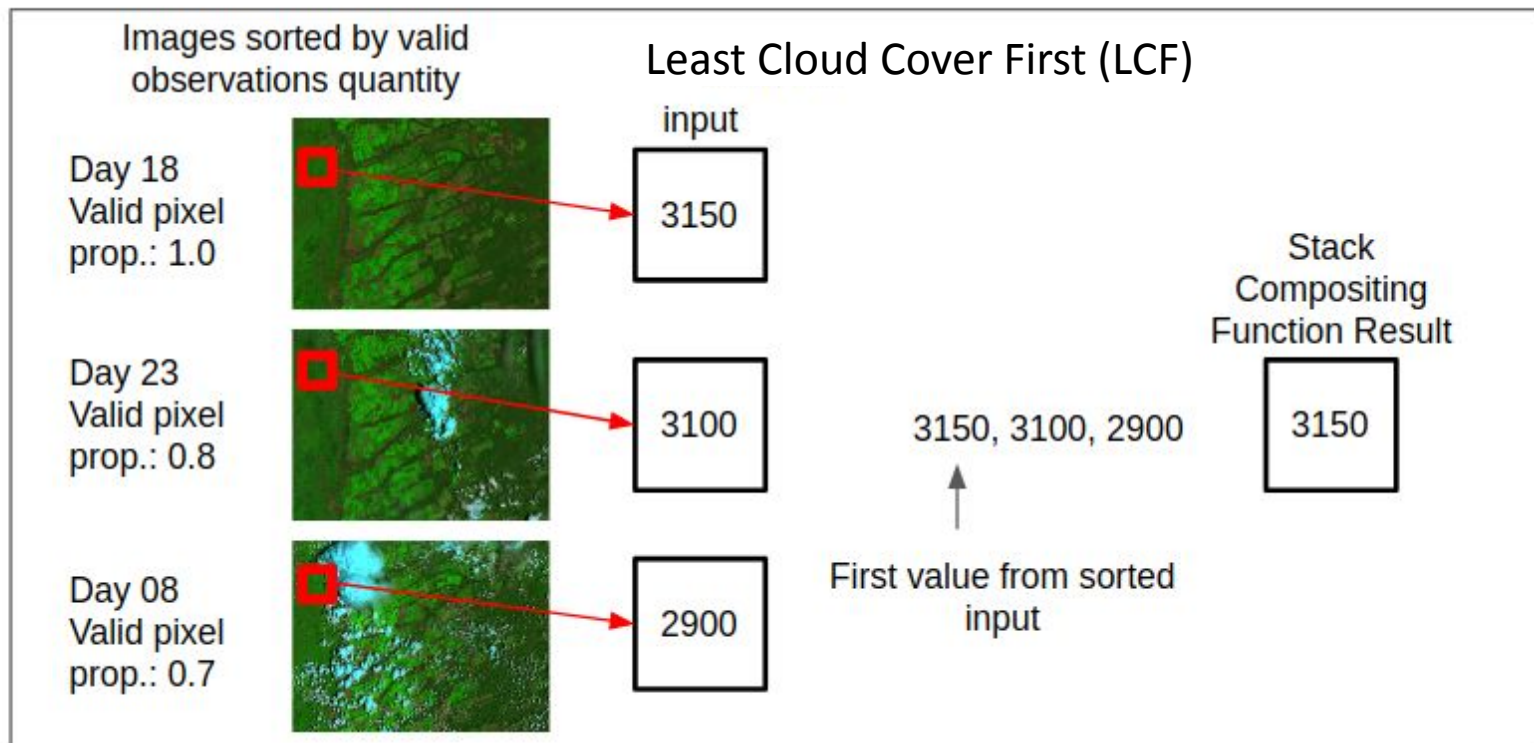 Images sorted by valid
observations quantity
Least Cloud Cover First (LCF)
input
Day 18
Valid pixel
prop.: 1.0
3150
Day 23
Valid pixel
prop.: 0.8
3100
Day 08
Valid pixel
prop.: 0.7
2900
3150, 3100, 2900
First value from sorted
input
Stack
Compositing
Function Result
3150